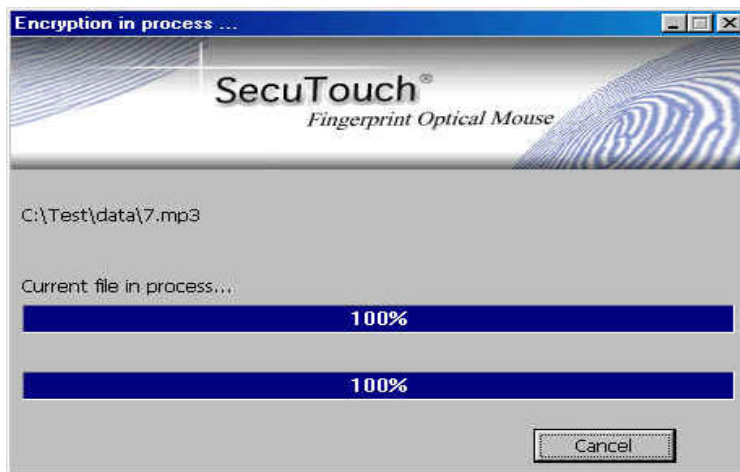 Encryption in process ...
SecuTouch®
Fingerprint Optical Mouse
C:\Test\data\7.mp3
Current file in process...
100%
100%
Cancel